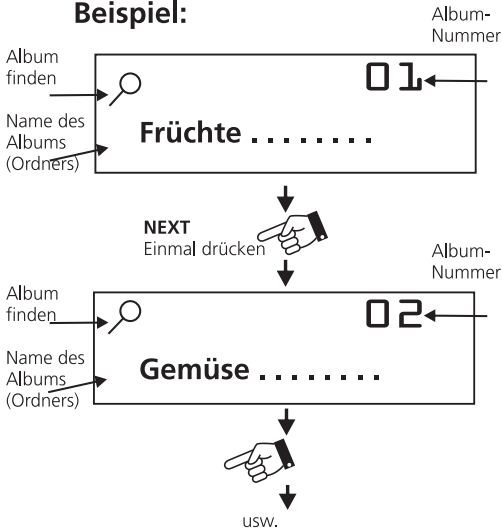 Beispiel:
Album-
Nummer
Album
finden
01
Name des
Albums
(Ordners)
Früchte . . . . . . . .
NEXT
Einmal drücken
Album-
Nummer
Album
finden
02
Name des
Albums
(Ordners)
Gemüse . . . . . . . .
usw.